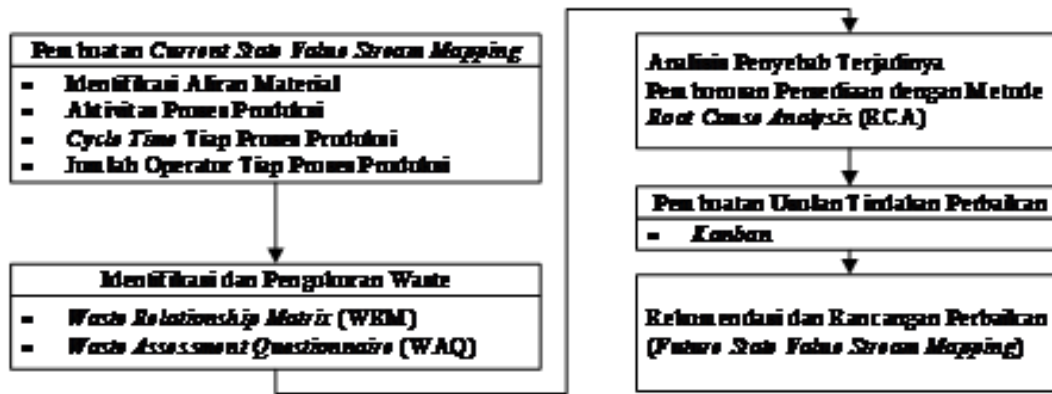 Pembuatan Current State Value Stream Mapping
- Identifikasi Aliran Material
- Aktivitas Proses Produksi
- Cycle Time Tiap Proses Produksi
- Jumlah Operator Tiap Proses Produksi
Identifikasi dan Pengukuran Waste
- Waste Relationship Matrix (WRM)
- Waste Assessment Questionnaire (WAQ)
Analisis Penyebab Terjadinya
Pemborosan Persediaan dengan Metode
Root Cause Analysis (RCA)
Pembuatan Usulan Tindakan Perbaikan
- Kanban
Rekomendasi dan Rancangan Perbaikan
(Future State Value Stream Mapping)